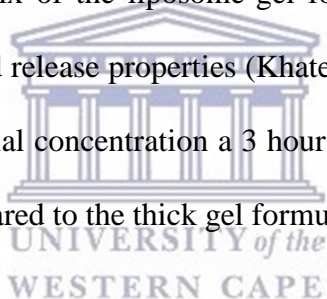 of the liposome gel
release properties (Khate
al concentration a 3 hour
ared to the thick gel formu
UNIVERSITY of the
WESTERN CAPE